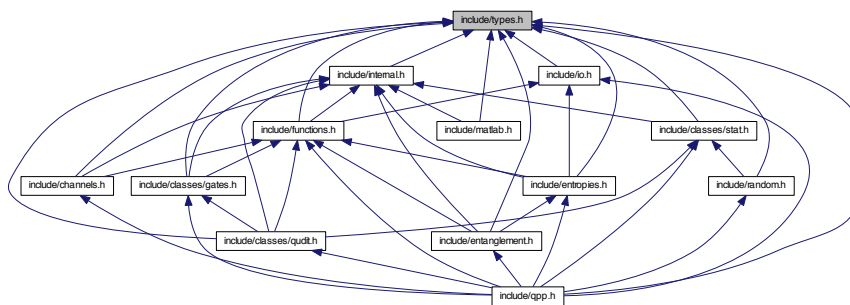 include/types.h
include/internal.h
include/io.h
include/functions.h
include/matlab.h
include/classes/stat.h
include/channels.h
include/classes/gates.h
include/entropies.h
include/random.h
include/classes/qudit.h
include/entanglement.h
include/qpp.h